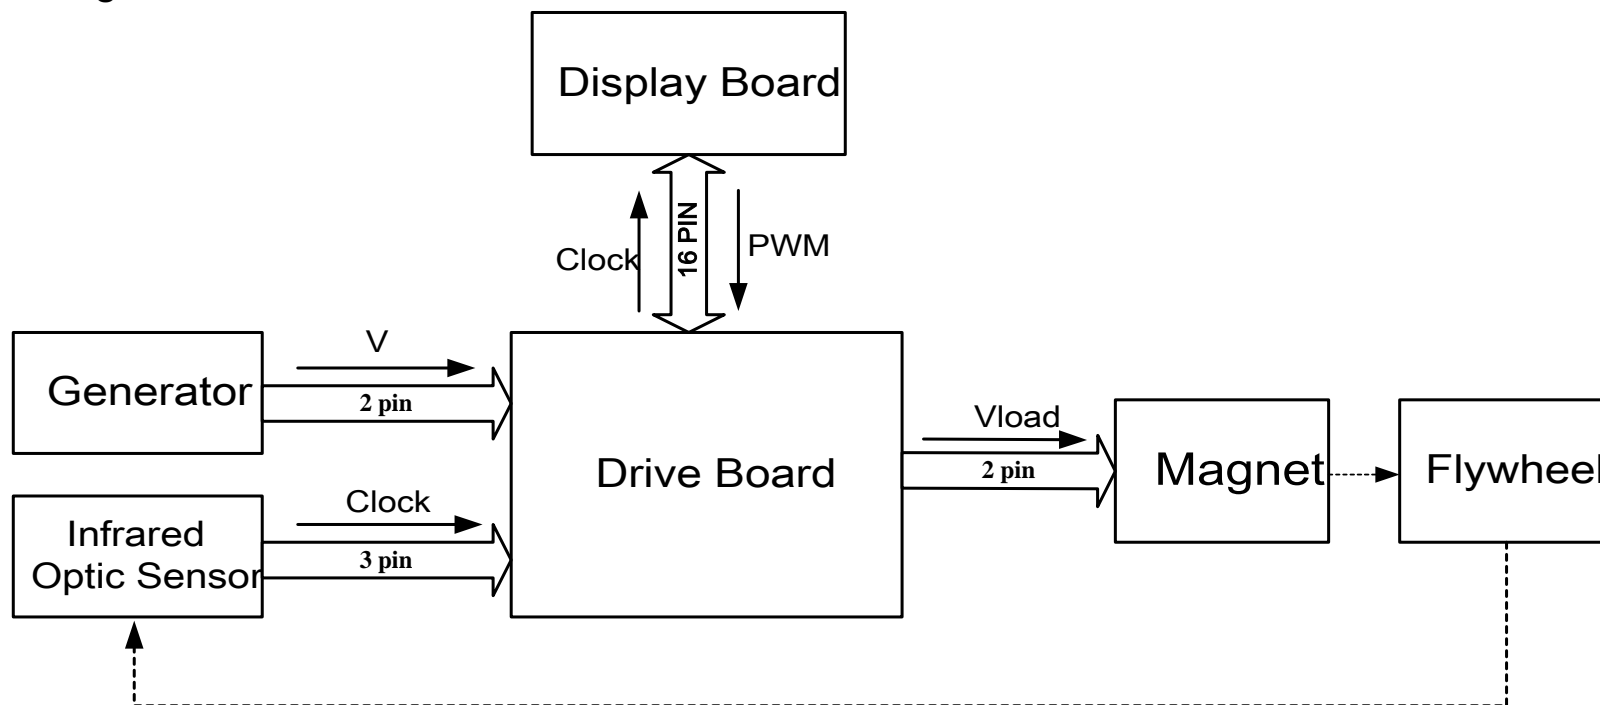 Display Board
Clock
16 PIN
PWM
V
Generator
2 pin
Vload
Drive Board
2 pin
Magnet
Flywheel
Clock
Infrared
Optic Sensor
3 pin